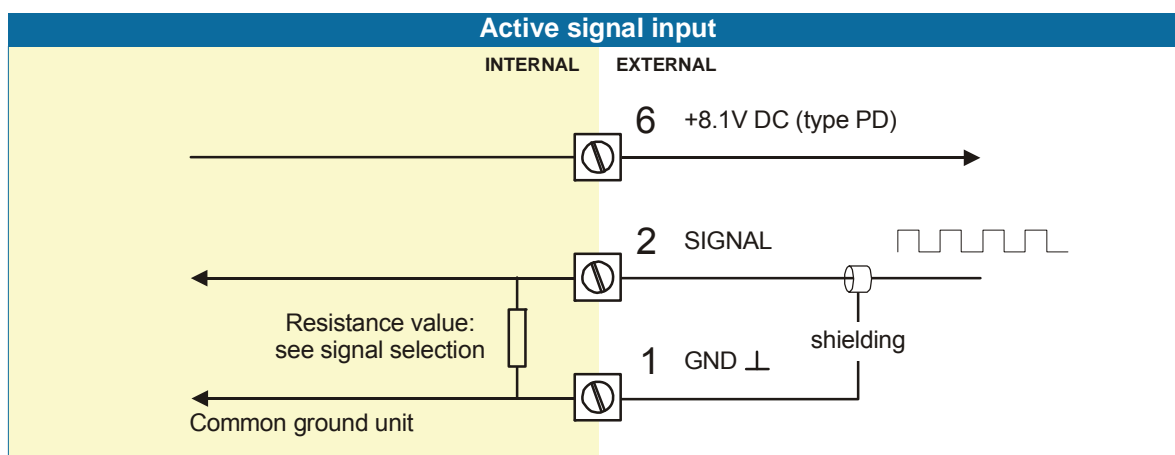 Active signal input
INTERNAL EXTERNAL
6 +8.1V DC (type PD)
2 SIGNAL
Resistance value:
see signal selection
shielding
1 GND ⊥
Common ground unit